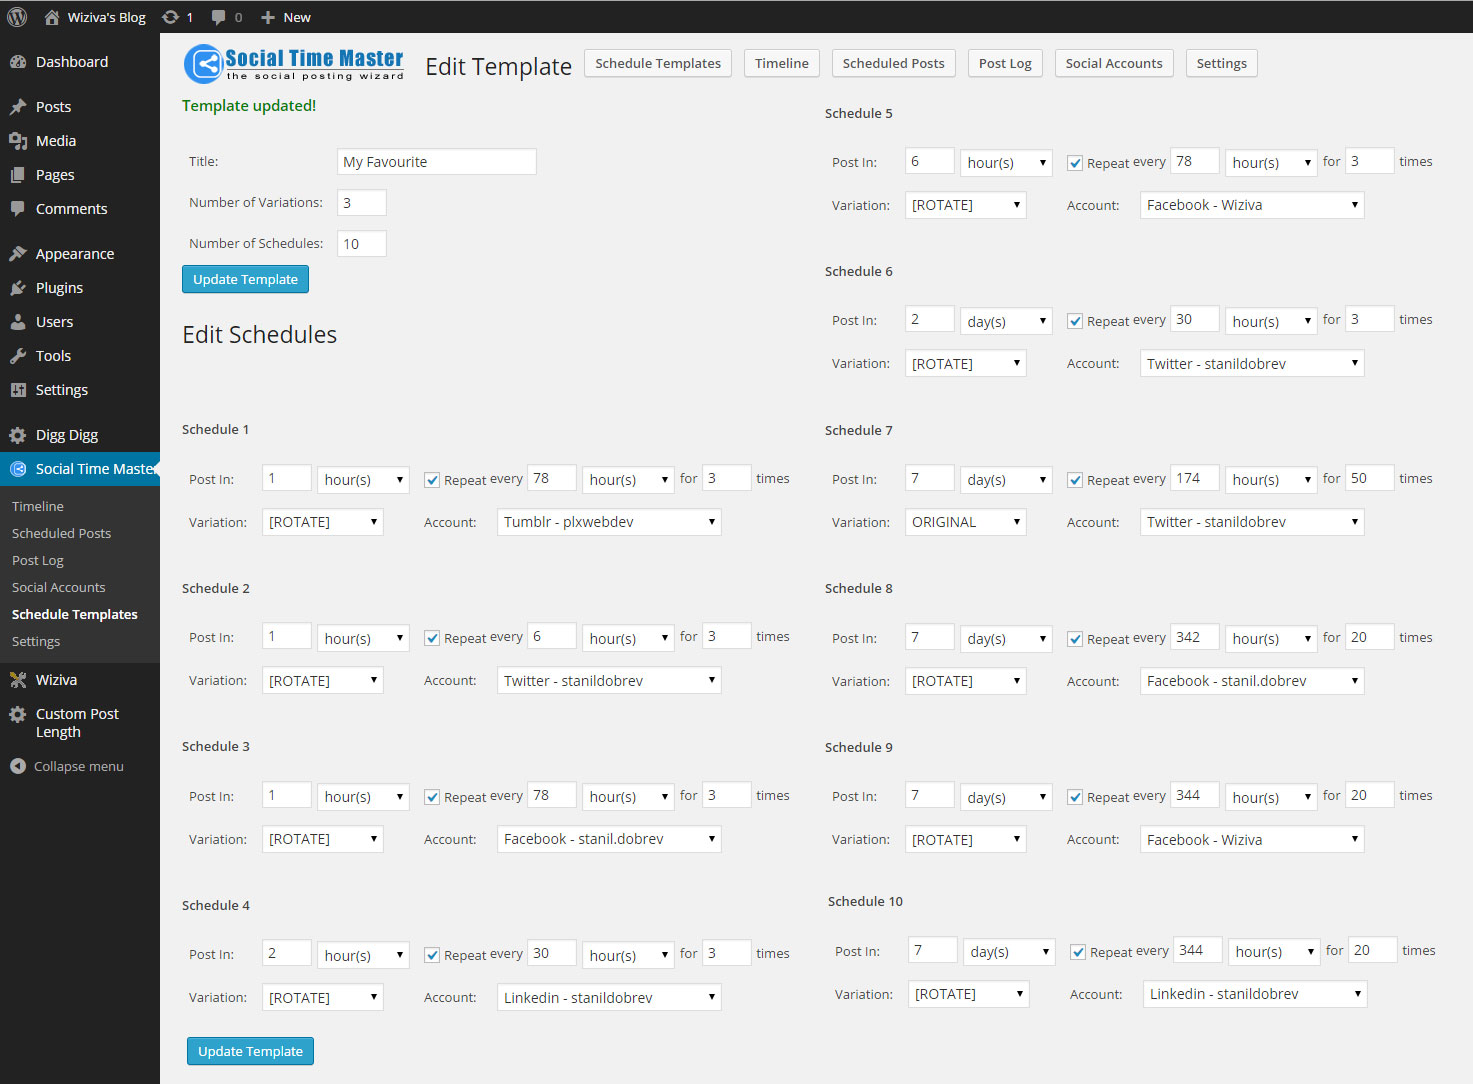 Wiziva's Blog 1 0 New
Dashboard
Posts
Media
Pages
Comments
Appearance
Plugins
Users
Tools
Settings
Digg Digg
Social Time Maste
Timeline
Scheduled Posts
Post Log
Social Accounts
Schedule Templates
Settings
Wiziva
Custom Post
Length
Collapse menu
Social Time Master
the social posting wizard
Edit Template Schedule Templates Timeline Scheduled Posts Post Log Social Accounts Settings
Template updated!
Title: My Favourite
Number of Variations: 3
Number of Schedules: 10
Update Template
Edit Schedules
Schedule 1
Post In: 1 hour(s) Repeat every 78 hour(s) for 3 times
Variation: [ROTATE] Account: Tumblr - plxwebdev
Schedule 2
Post In: 1 hour(s) Repeat every 6 hour(s) for 3 times
Variation: [ROTATE] Account: Twitter - stanildobrev
Schedule 3
Post In: 1 hour(s) Repeat every 78 hour(s) for 3 times
Variation: [ROTATE] Account: Facebook - stanil.dobrev
Schedule 4
Post In: 2 hour(s) Repeat every 30 hour(s) for 3 times
Variation: [ROTATE] Account: Linkedin - stanildobrev
Update Template
Schedule 5
Post In: 6 hour(s) Repeat every 78 hour(s) for 3 times
Variation: [ROTATE] Account: Facebook - Wiziva
Schedule 6
Post In: 2 day(s) Repeat every 30 hour(s) for 3 times
Variation: [ROTATE] Account: Twitter - stanildobrev
Schedule 7
Post In: 7 day(s) Repeat every 174 hour(s) for 50 times
Variation: ORIGINAL Account: Twitter - stanildobrev
Schedule 8
Post In: 7 day(s) Repeat every 342 hour(s) for 20 times
Variation: [ROTATE] Account: Facebook - stanil.dobrev
Schedule 9
Post In: 7 day(s) Repeat every 344 hour(s) for 20 times
Variation: [ROTATE] Account: Facebook - Wiziva
Schedule 10
Post In: 7 day(s) Repeat every 344 hour(s) for 20 times
Variation: [ROTATE] Account: Linkedin - stanildobrev